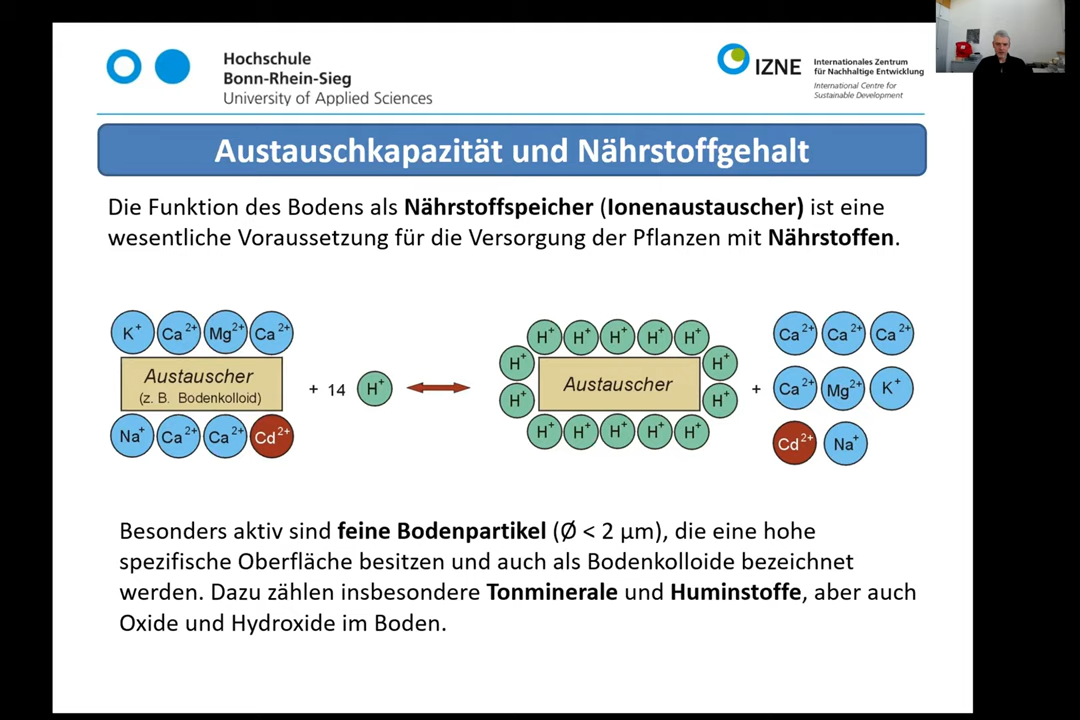 Hochschule
Bonn-Rhein-Sieg
University of Applied Sciences
IZNE
Internationales Zentrum
für Nachhaltige Entwicklung
International Centre for
Sustainable Development
Austauschkapazität und Nährstoffgehalt
Die Funktion des Bodens als Nährstoffspeicher (Ionenaustauscher) ist eine
wesentliche Voraussetzung für die Versorgung der Pflanzen mit Nährstoffen.
K⁺ Ca²⁺ Mg²⁺ Ca²⁺
Austauscher
(z. B. Bodenkolloid)
Na⁺ Ca²⁺ Ca²⁺ Cd²⁺
+ 14 H⁺
H⁺ H⁺ H⁺ H⁺ H⁺
H⁺ H⁺
Austauscher
H⁺ H⁺
H⁺ H⁺ H⁺ H⁺ H⁺
+
Ca²⁺ Ca²⁺ Ca²⁺
Ca²⁺ Mg²⁺ K⁺
Cd²⁺ Na⁺
Besonders aktiv sind feine Bodenpartikel (Ø < 2 µm), die eine hohe
spezifische Oberfläche besitzen und auch als Bodenkolloide bezeichnet
werden. Dazu zählen insbesondere Tonminerale und Huminstoffe, aber auch
Oxide und Hydroxide im Boden.